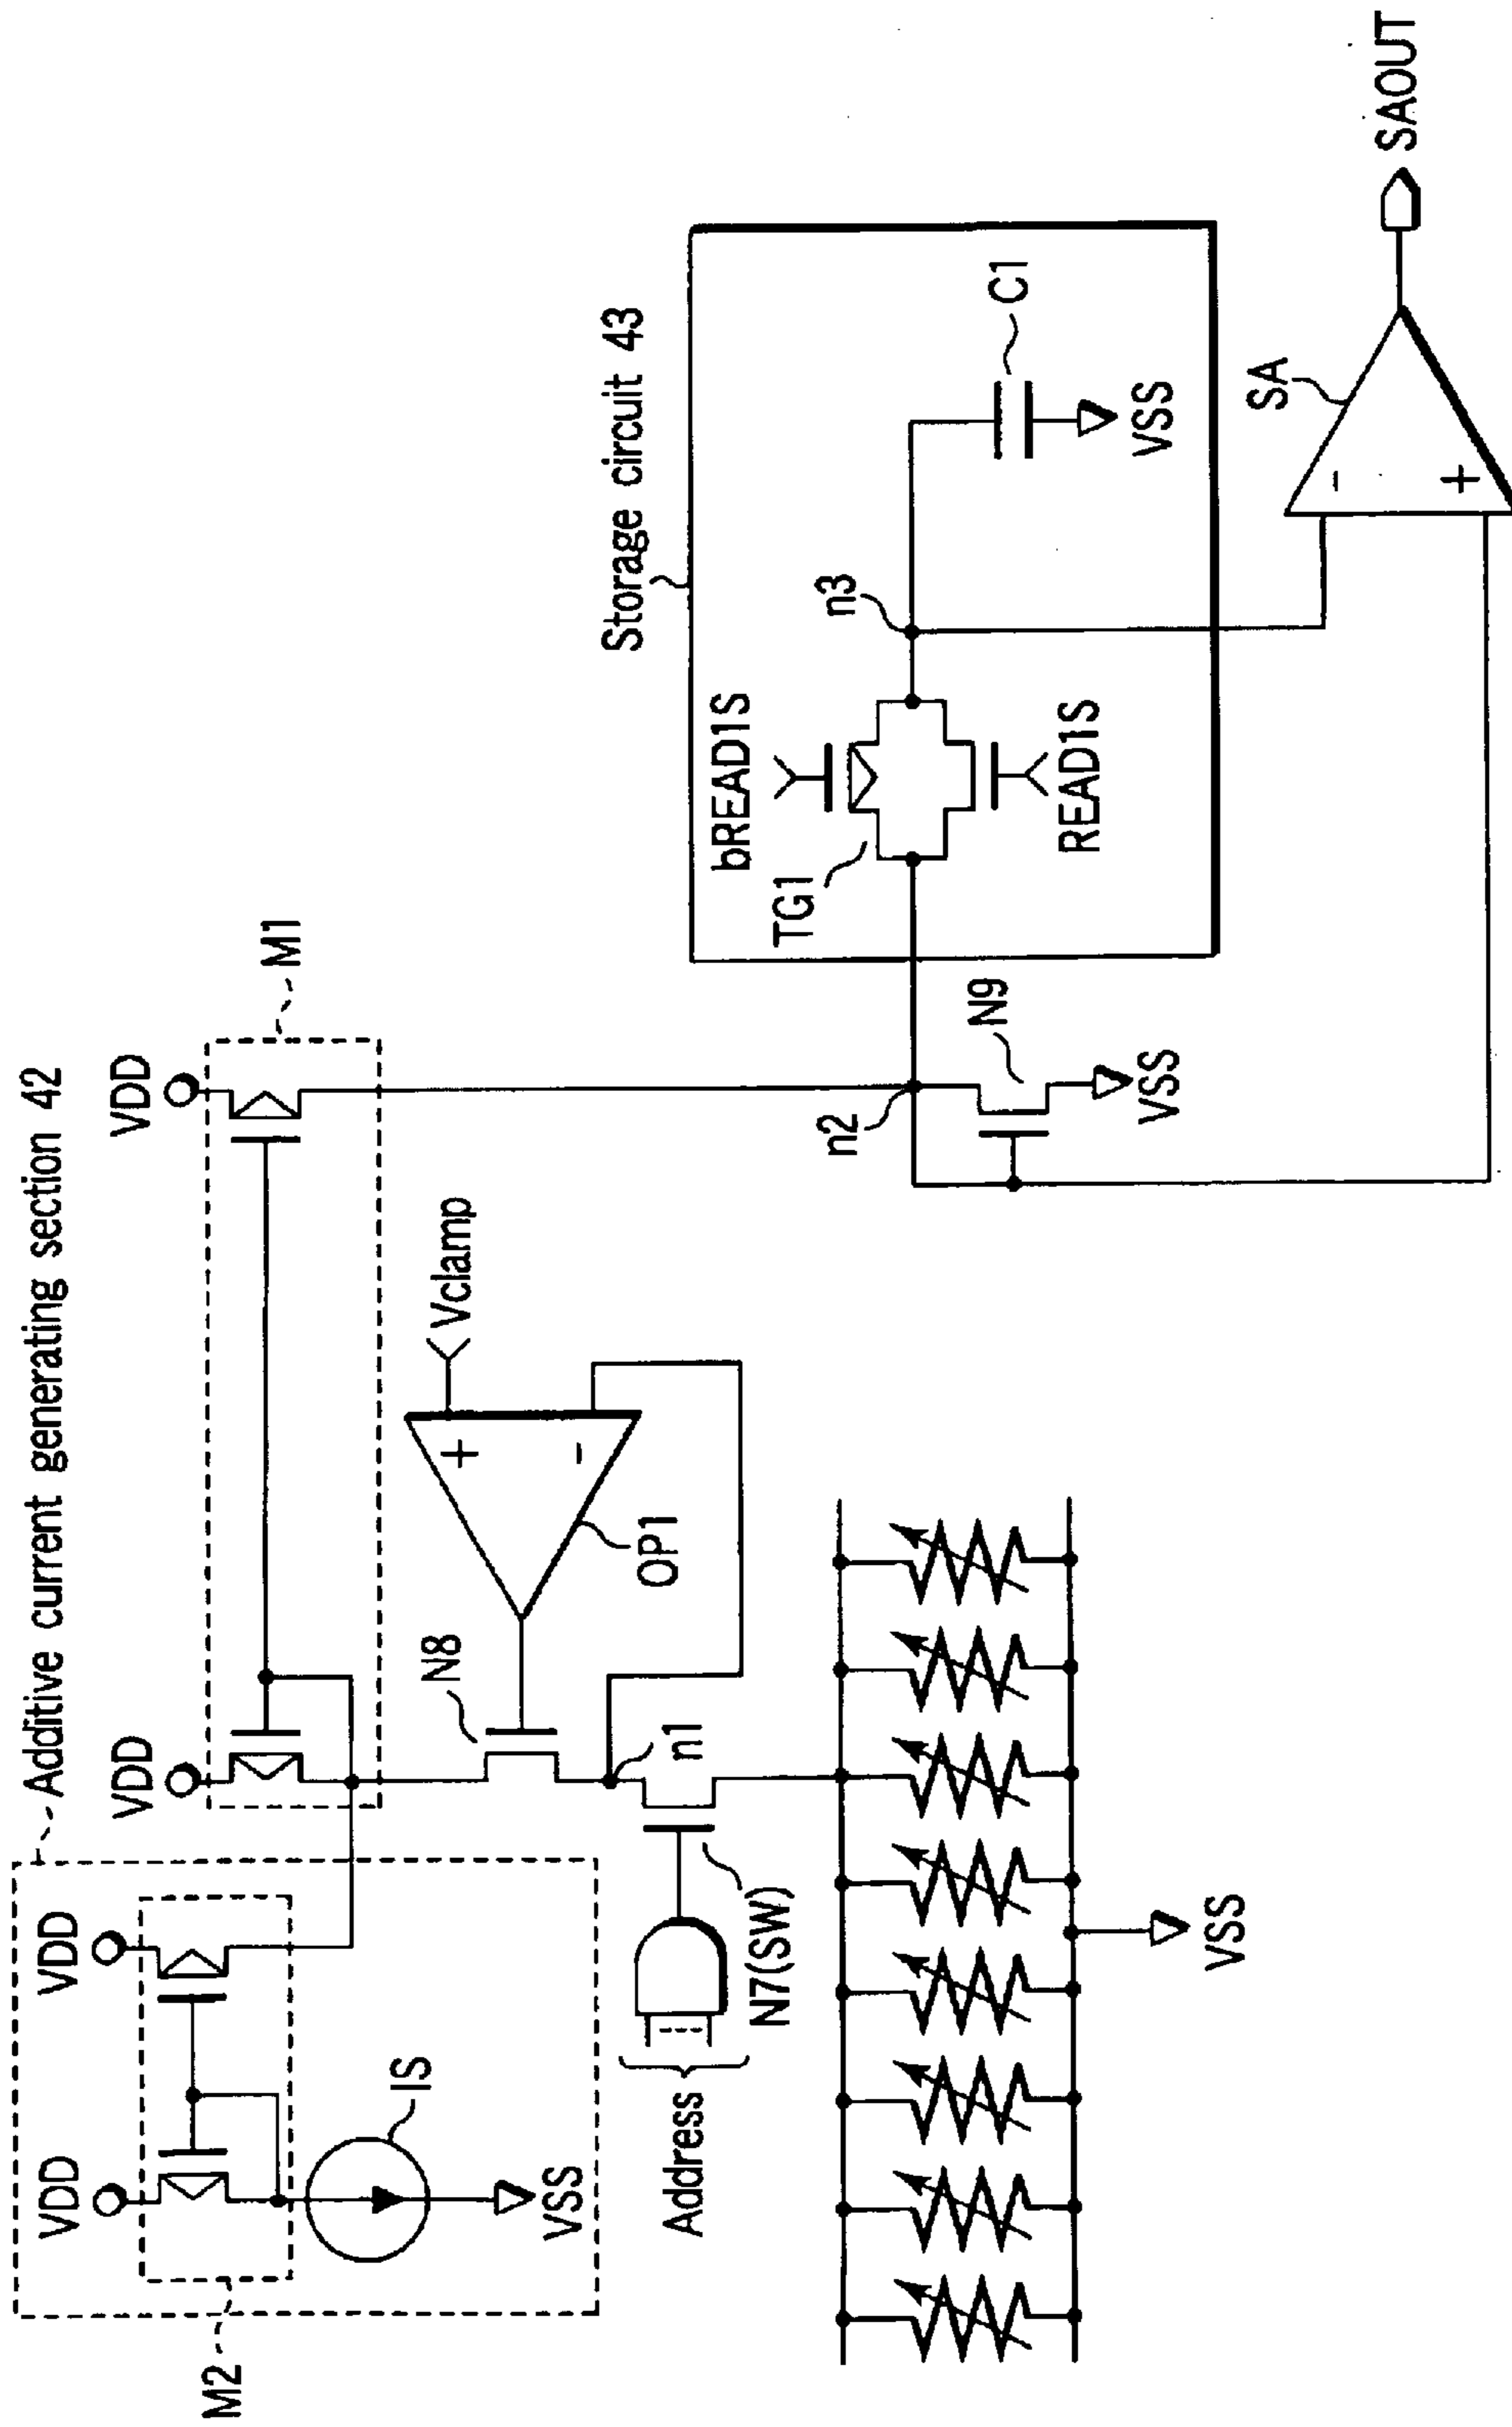 Additive current generating section 42
M2
VDD
VDD
VDD
VDD
M1
IS
VSS
N8
OP1
Vclamp
+
-
n1
Address
N7(SW)
VSS
Storage circuit 43
bREAD1S
TG1
READ1S
n3
C1
VSS
n2
N9
VSS
SA
-
+
SAOUT